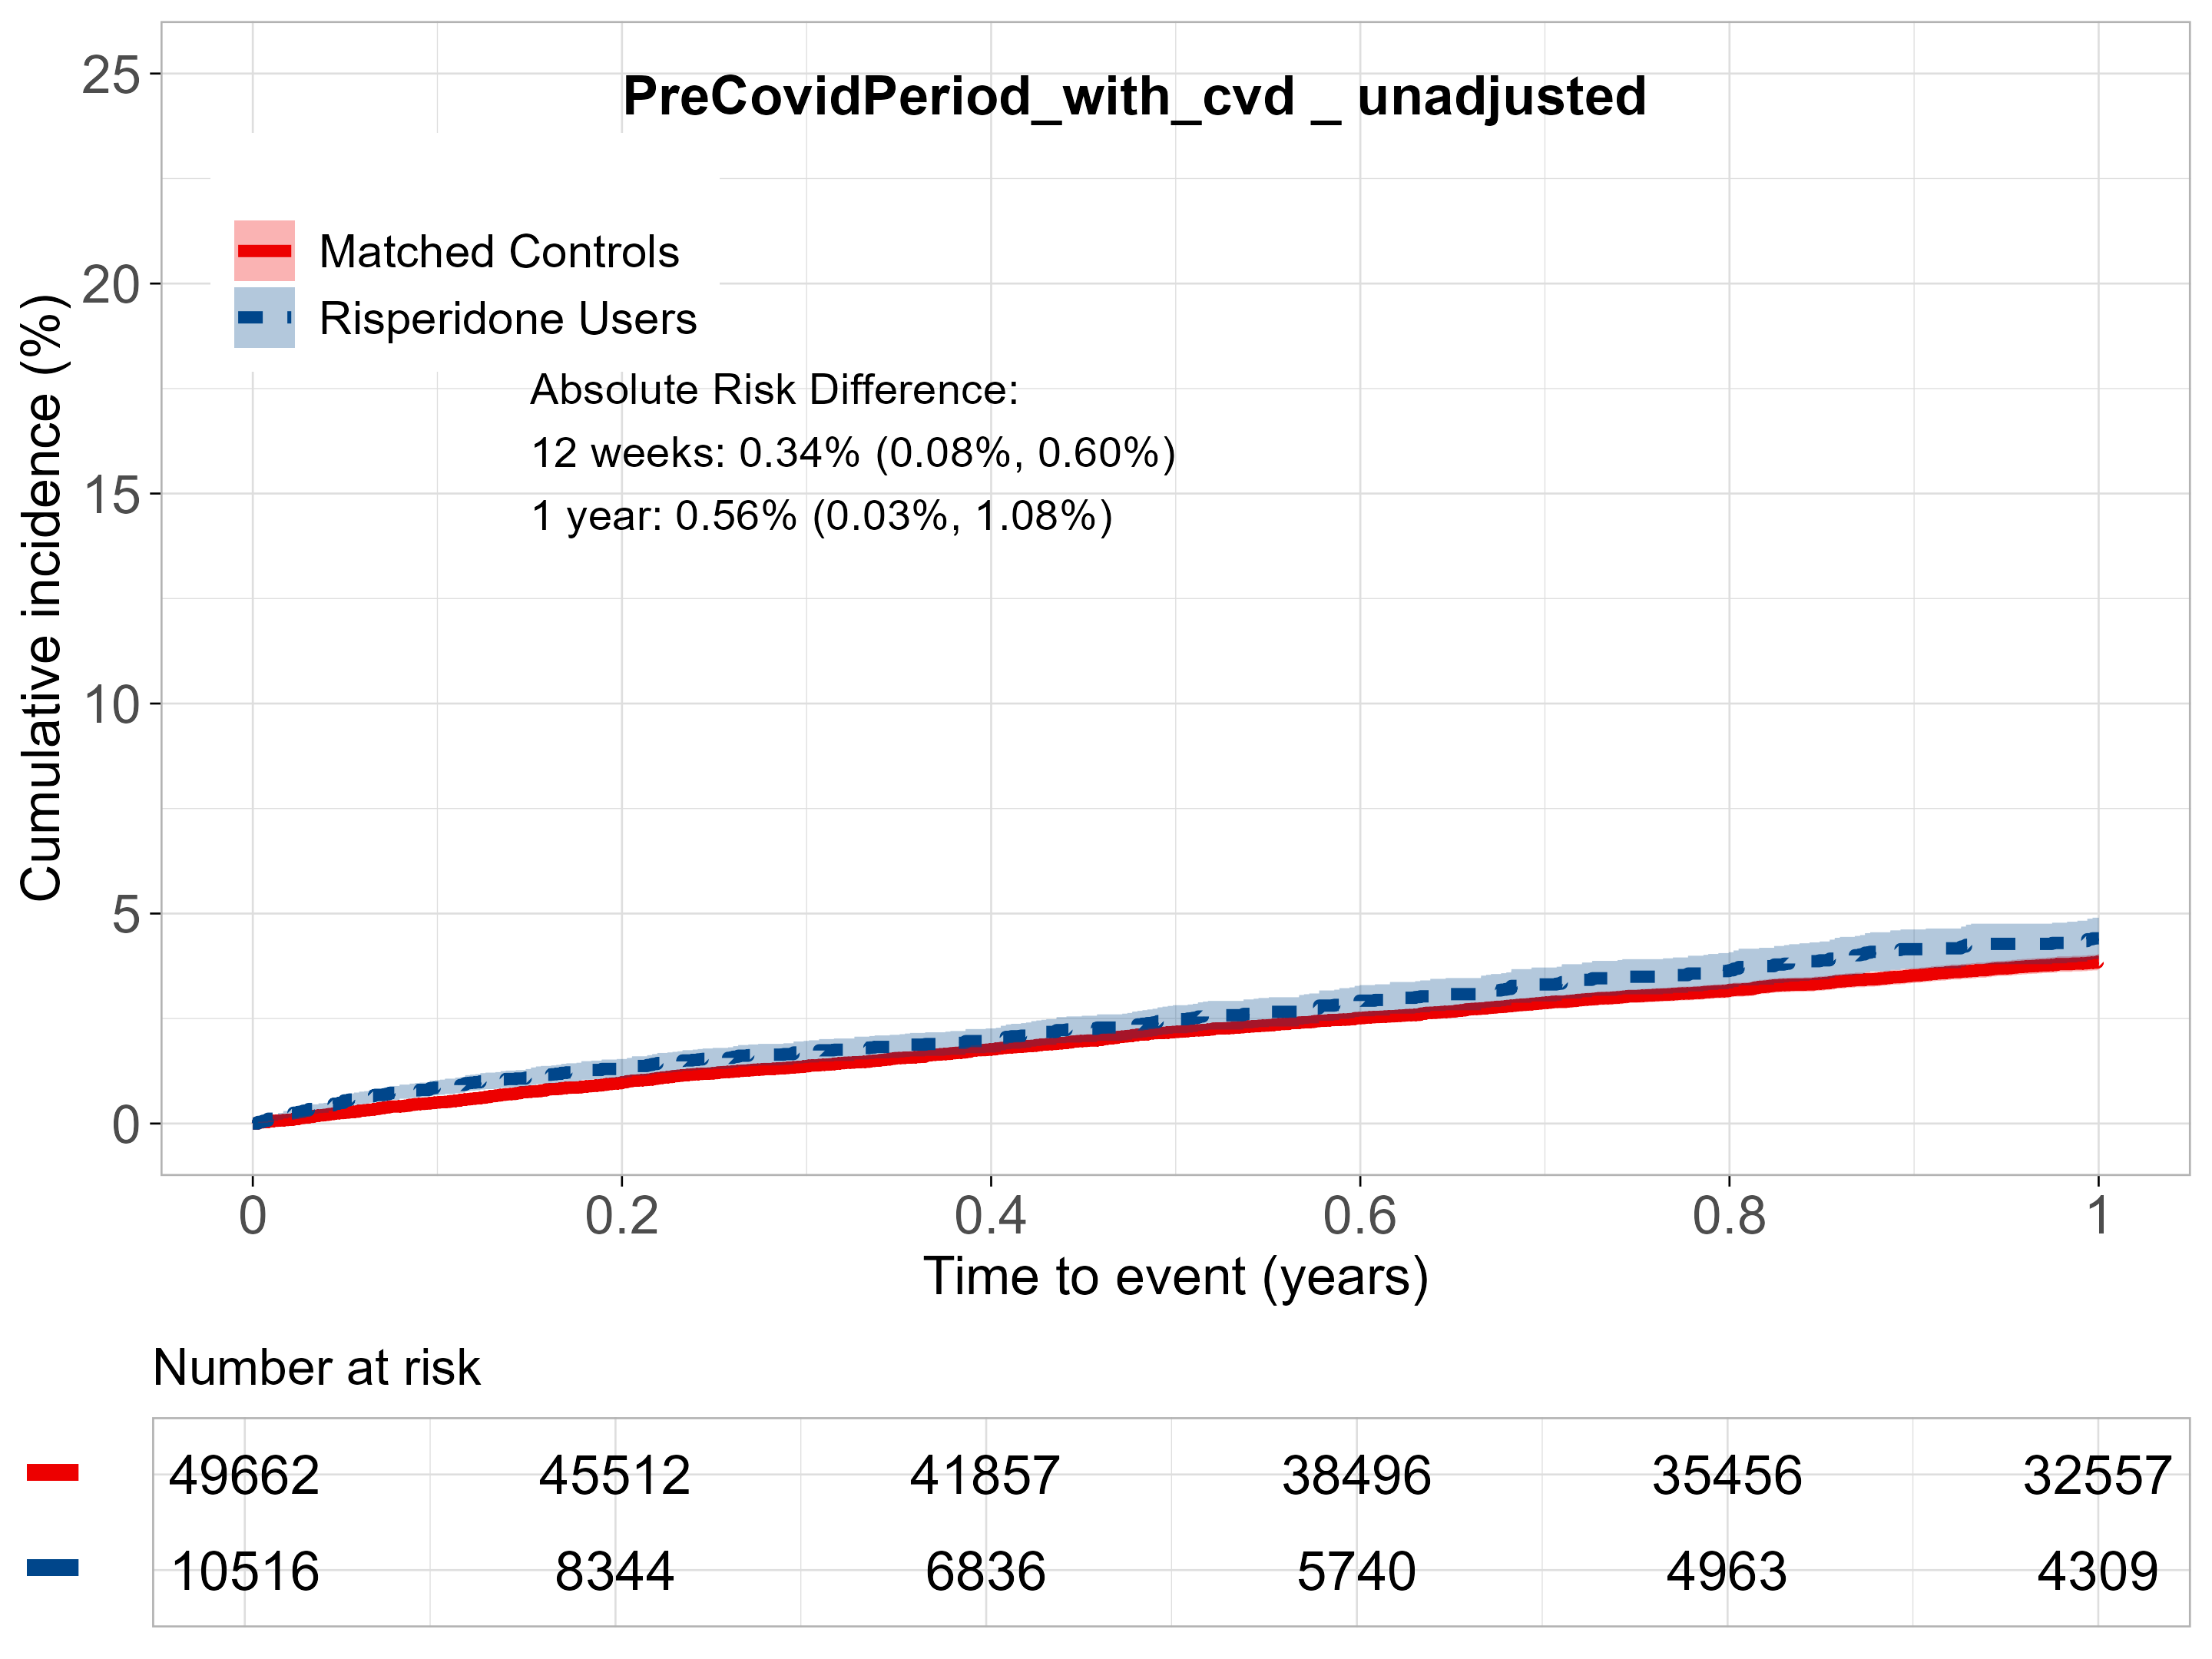 PreCovidPeriod_with_cvd _ unadjusted
Matched Controls
Risperidone Users
Absolute Risk Difference:
12 weeks: 0.34% (0.08%, 0.60%)
1 year: 0.56% (0.03%, 1.08%)
Cumulative incidence (%)
25
20
15
10
5
0
0 0.2 0.4 0.6 0.8 1
Time to event (years)
Number at risk
49662 45512 41857 38496 35456 32557
10516 8344 6836 5740 4963 4309